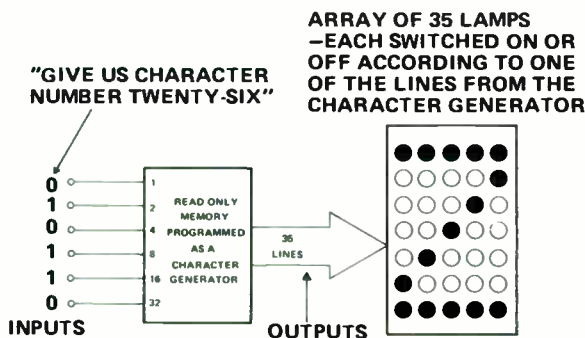 ARRAY OF 35 LAMPS
–EACH SWITCHED ON OR
OFF ACCORDING TO ONE
OF THE LINES FROM THE
CHARACTER GENERATOR
"GIVE US CHARACTER
NUMBER TWENTY-SIX"
0 1
1 2
0 4
1 8
1 16
0 32
READ ONLY
MEMORY
PROGRAMMED
AS A
CHARACTER
GENERATOR
35
LINES
INPUTS
OUTPUTS